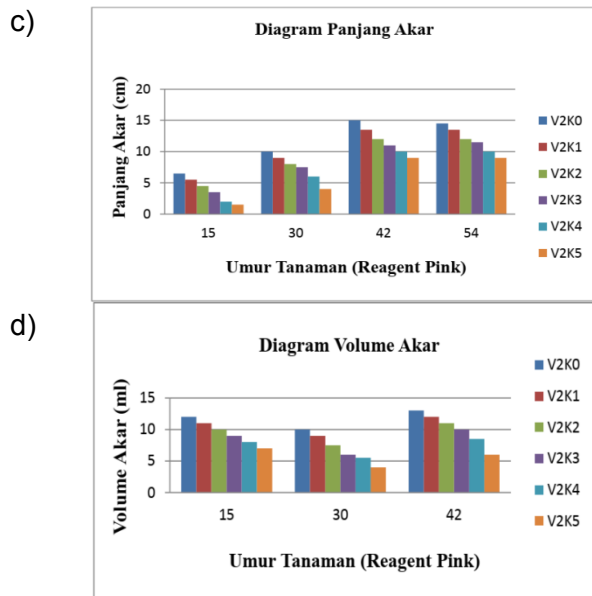 c)
Diagram Panjang Akar
Panjang Akar (cm)
20
15
10
5
0
15 30 42 54
Umur Tanaman (Reagent Pink)
V2K0
V2K1
V2K2
V2K3
V2K4
V2K5
d)
Diagram Volume Akar
Volume Akar (ml)
15
10
5
0
15 30 42
Umur Tanaman (Reagent Pink)
V2K0
V2K1
V2K2
V2K3
V2K4
V2K5